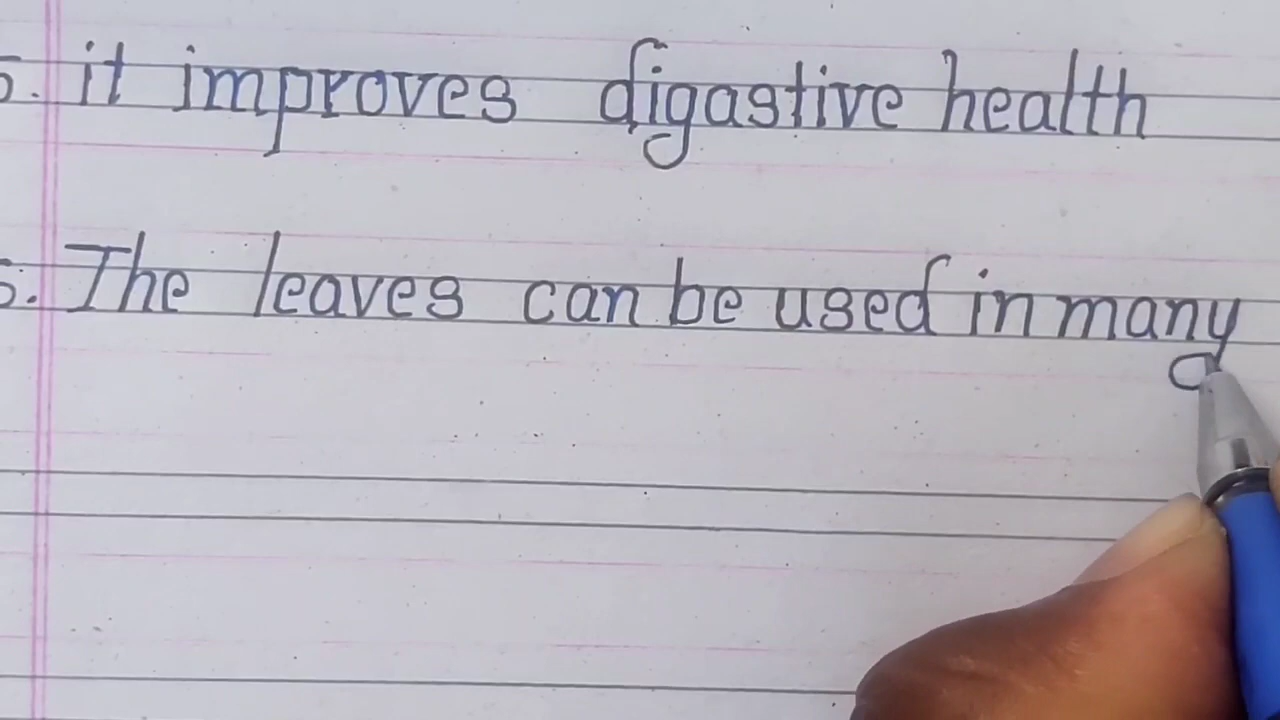 5. it improves digastive health
6. The leaves can be used in many